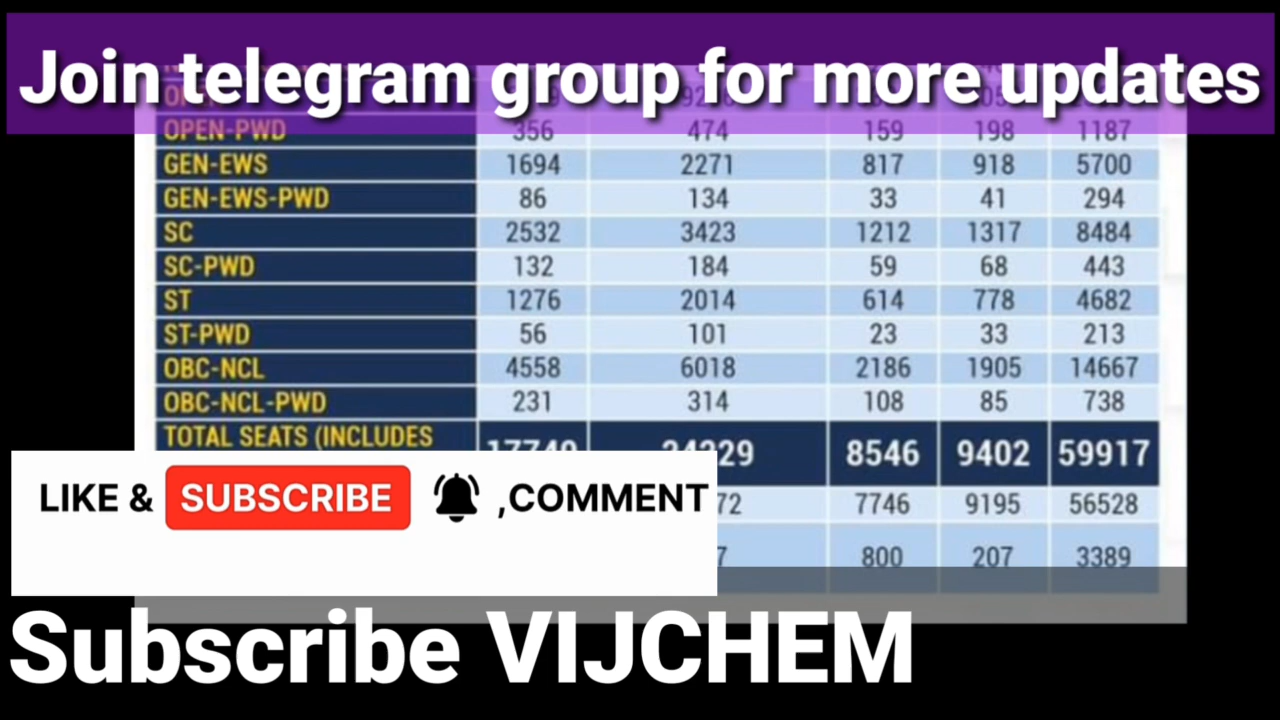 Join telegram group for more updates
OPEN-PWD 356 474 159 198 1187
GEN-EWS 1694 2271 817 918 5700
GEN-EWS-PWD 86 134 33 41 294
SC 2532 3423 1212 1317 8484
SC-PWD 132 184 59 68 443
ST 1276 2014 614 778 4682
ST-PWD 56 101 23 33 213
OBC-NCL 4558 6018 2186 1905 14667
OBC-NCL-PWD 231 314 108 85 738
TOTAL SEATS (INCLUDES
8546 9402 59917
7746 9195 56528
800 207 3389
LIKE & SUBSCRIBE ,COMMENT
Subscribe VIJCHEM